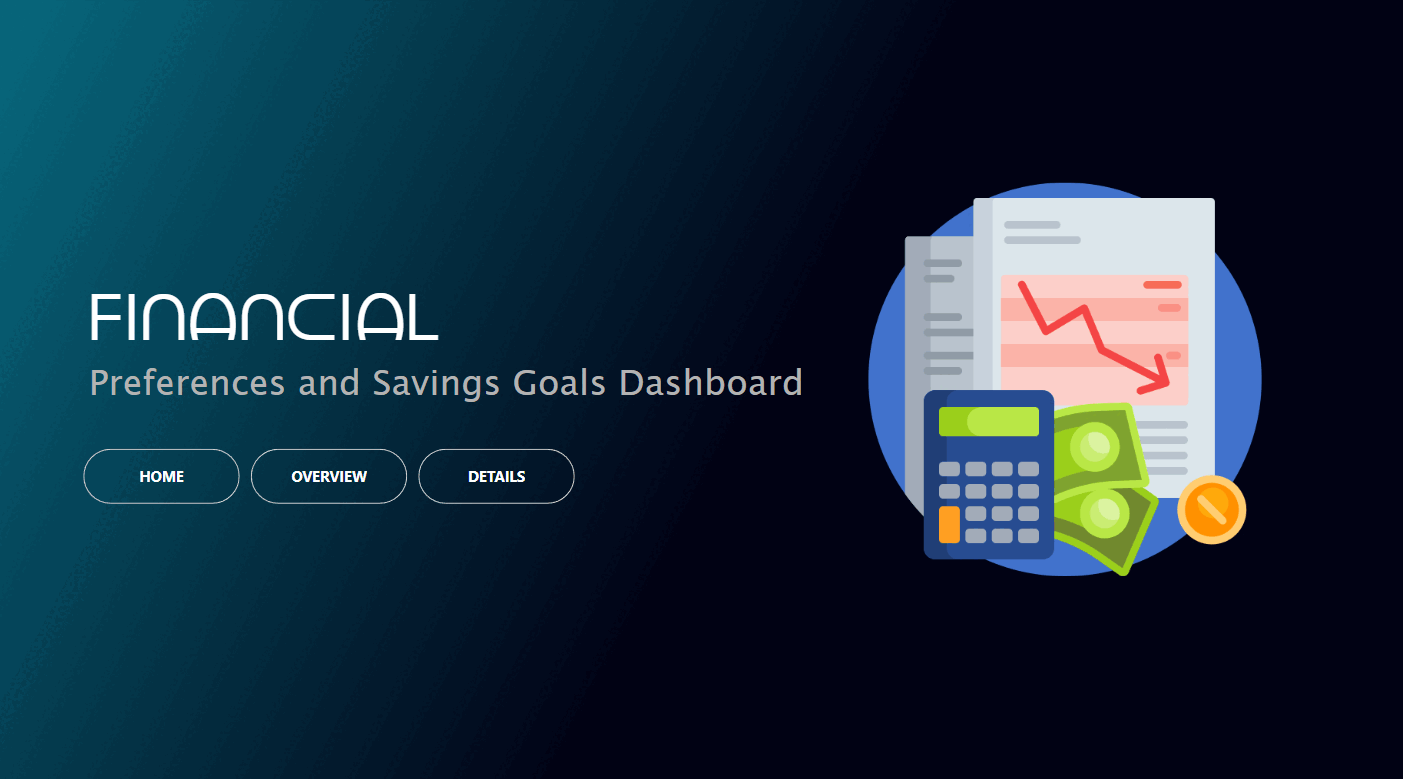 FINANCIAL
Preferences and Savings Goals Dashboard
HOME
OVERVIEW
DETAILS